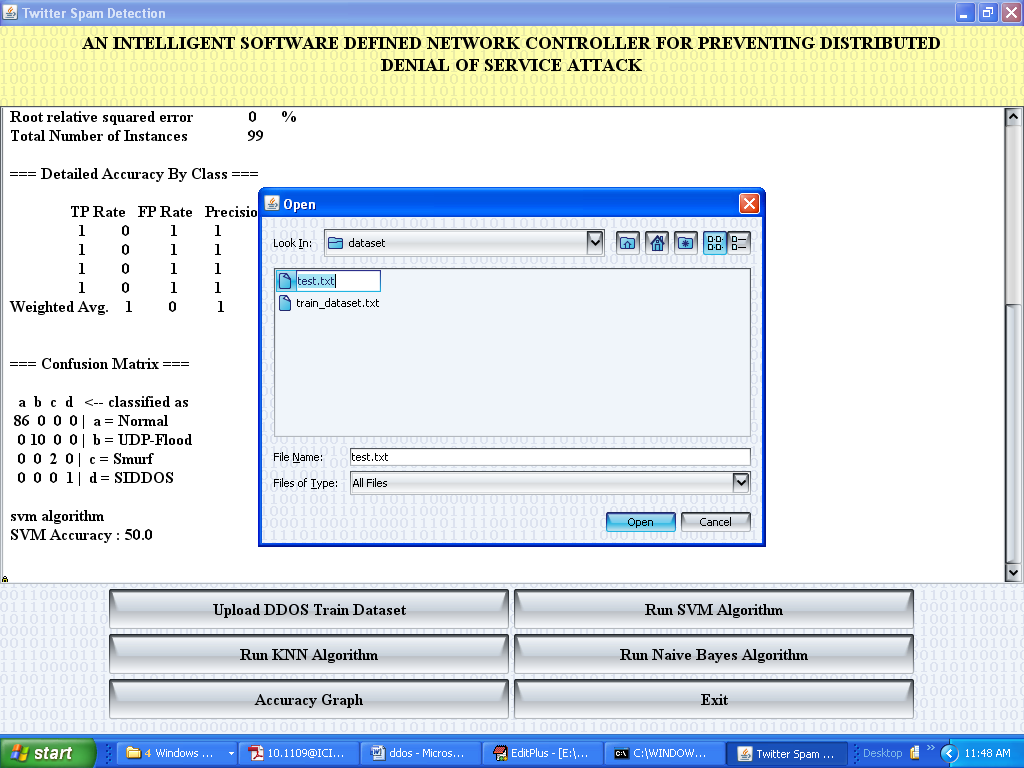 Twitter Spam Detection
AN INTELLIGENT SOFTWARE DEFINED NETWORK CONTROLLER FOR PREVENTING DISTRIBUTED
DENIAL OF SERVICE ATTACK
Root relative squared error 0 %
Total Number of Instances 99
=== Detailed Accuracy By Class ===
TP Rate FP Rate Precisio
1 0 1 1
1 0 1 1
1 0 1 1
1 0 1 1
Weighted Avg. 1 0 1
=== Confusion Matrix ===
a b c d <-- classified as
86 0 0 0 | a = Normal
0 10 0 0 | b = UDP-Flood
0 0 2 0 | c = Smurf
0 0 0 1 | d = SIDDOS
svm algorithm
SVM Accuracy : 50.0
Open
Look In: dataset
test.txt
train_dataset.txt
File Name: test.txt
Files of Type: All Files
Open Cancel
Upload DDOS Train Dataset Run SVM Algorithm
Run KNN Algorithm Run Naive Bayes Algorithm
Accuracy Graph Exit
start 4 Windows ... 10.1109@ICI... ddos - Micros... EditPlus - [E:\... C:\WINDOW... Twitter Spam ... Desktop » 11:48 AM